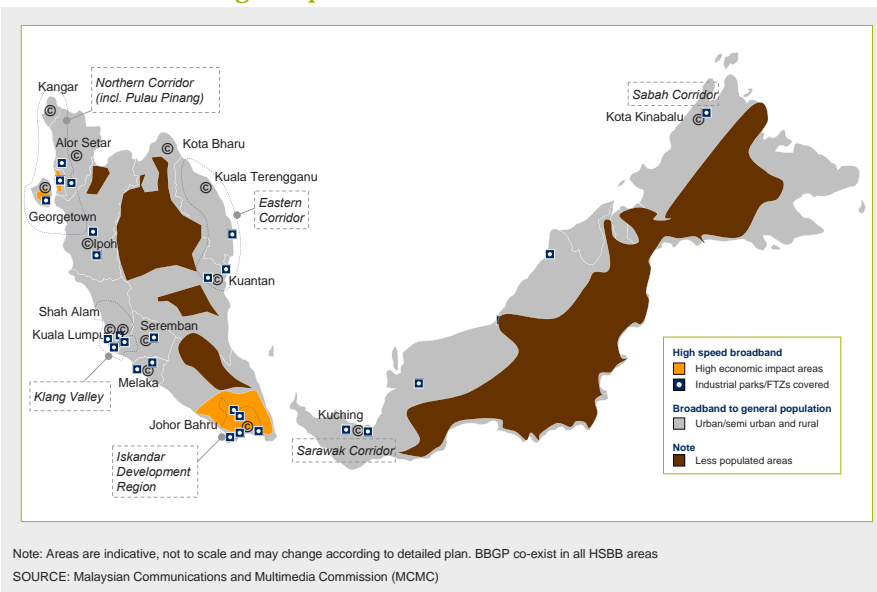 Kangar
Northern Corridor
(incl. Pulau Pinang)
Alor Setar
Kota Bharu
Kuala Terengganu
Georgetown
Eastern
Corridor
Ipoh
Kuantan
Shah Alam
Kuala Lumpu
Seremban
Melaka
Klang Valley
Johor Bahru
Iskandar
Development
Region
Sabah Corridor
Kota Kinabalu
Kuching
Sarawak Corridor
High speed broadband
High economic impact areas
Industrial parks/FTZs covered
Broadband to general population
Urban/semi urban and rural
Note
Less populated areas
Note: Areas are indicative, not to scale and may change according to detailed plan. BBGP co-exist in all HSBB areas
SOURCE: Malaysian Communications and Multimedia Commission (MCMC)